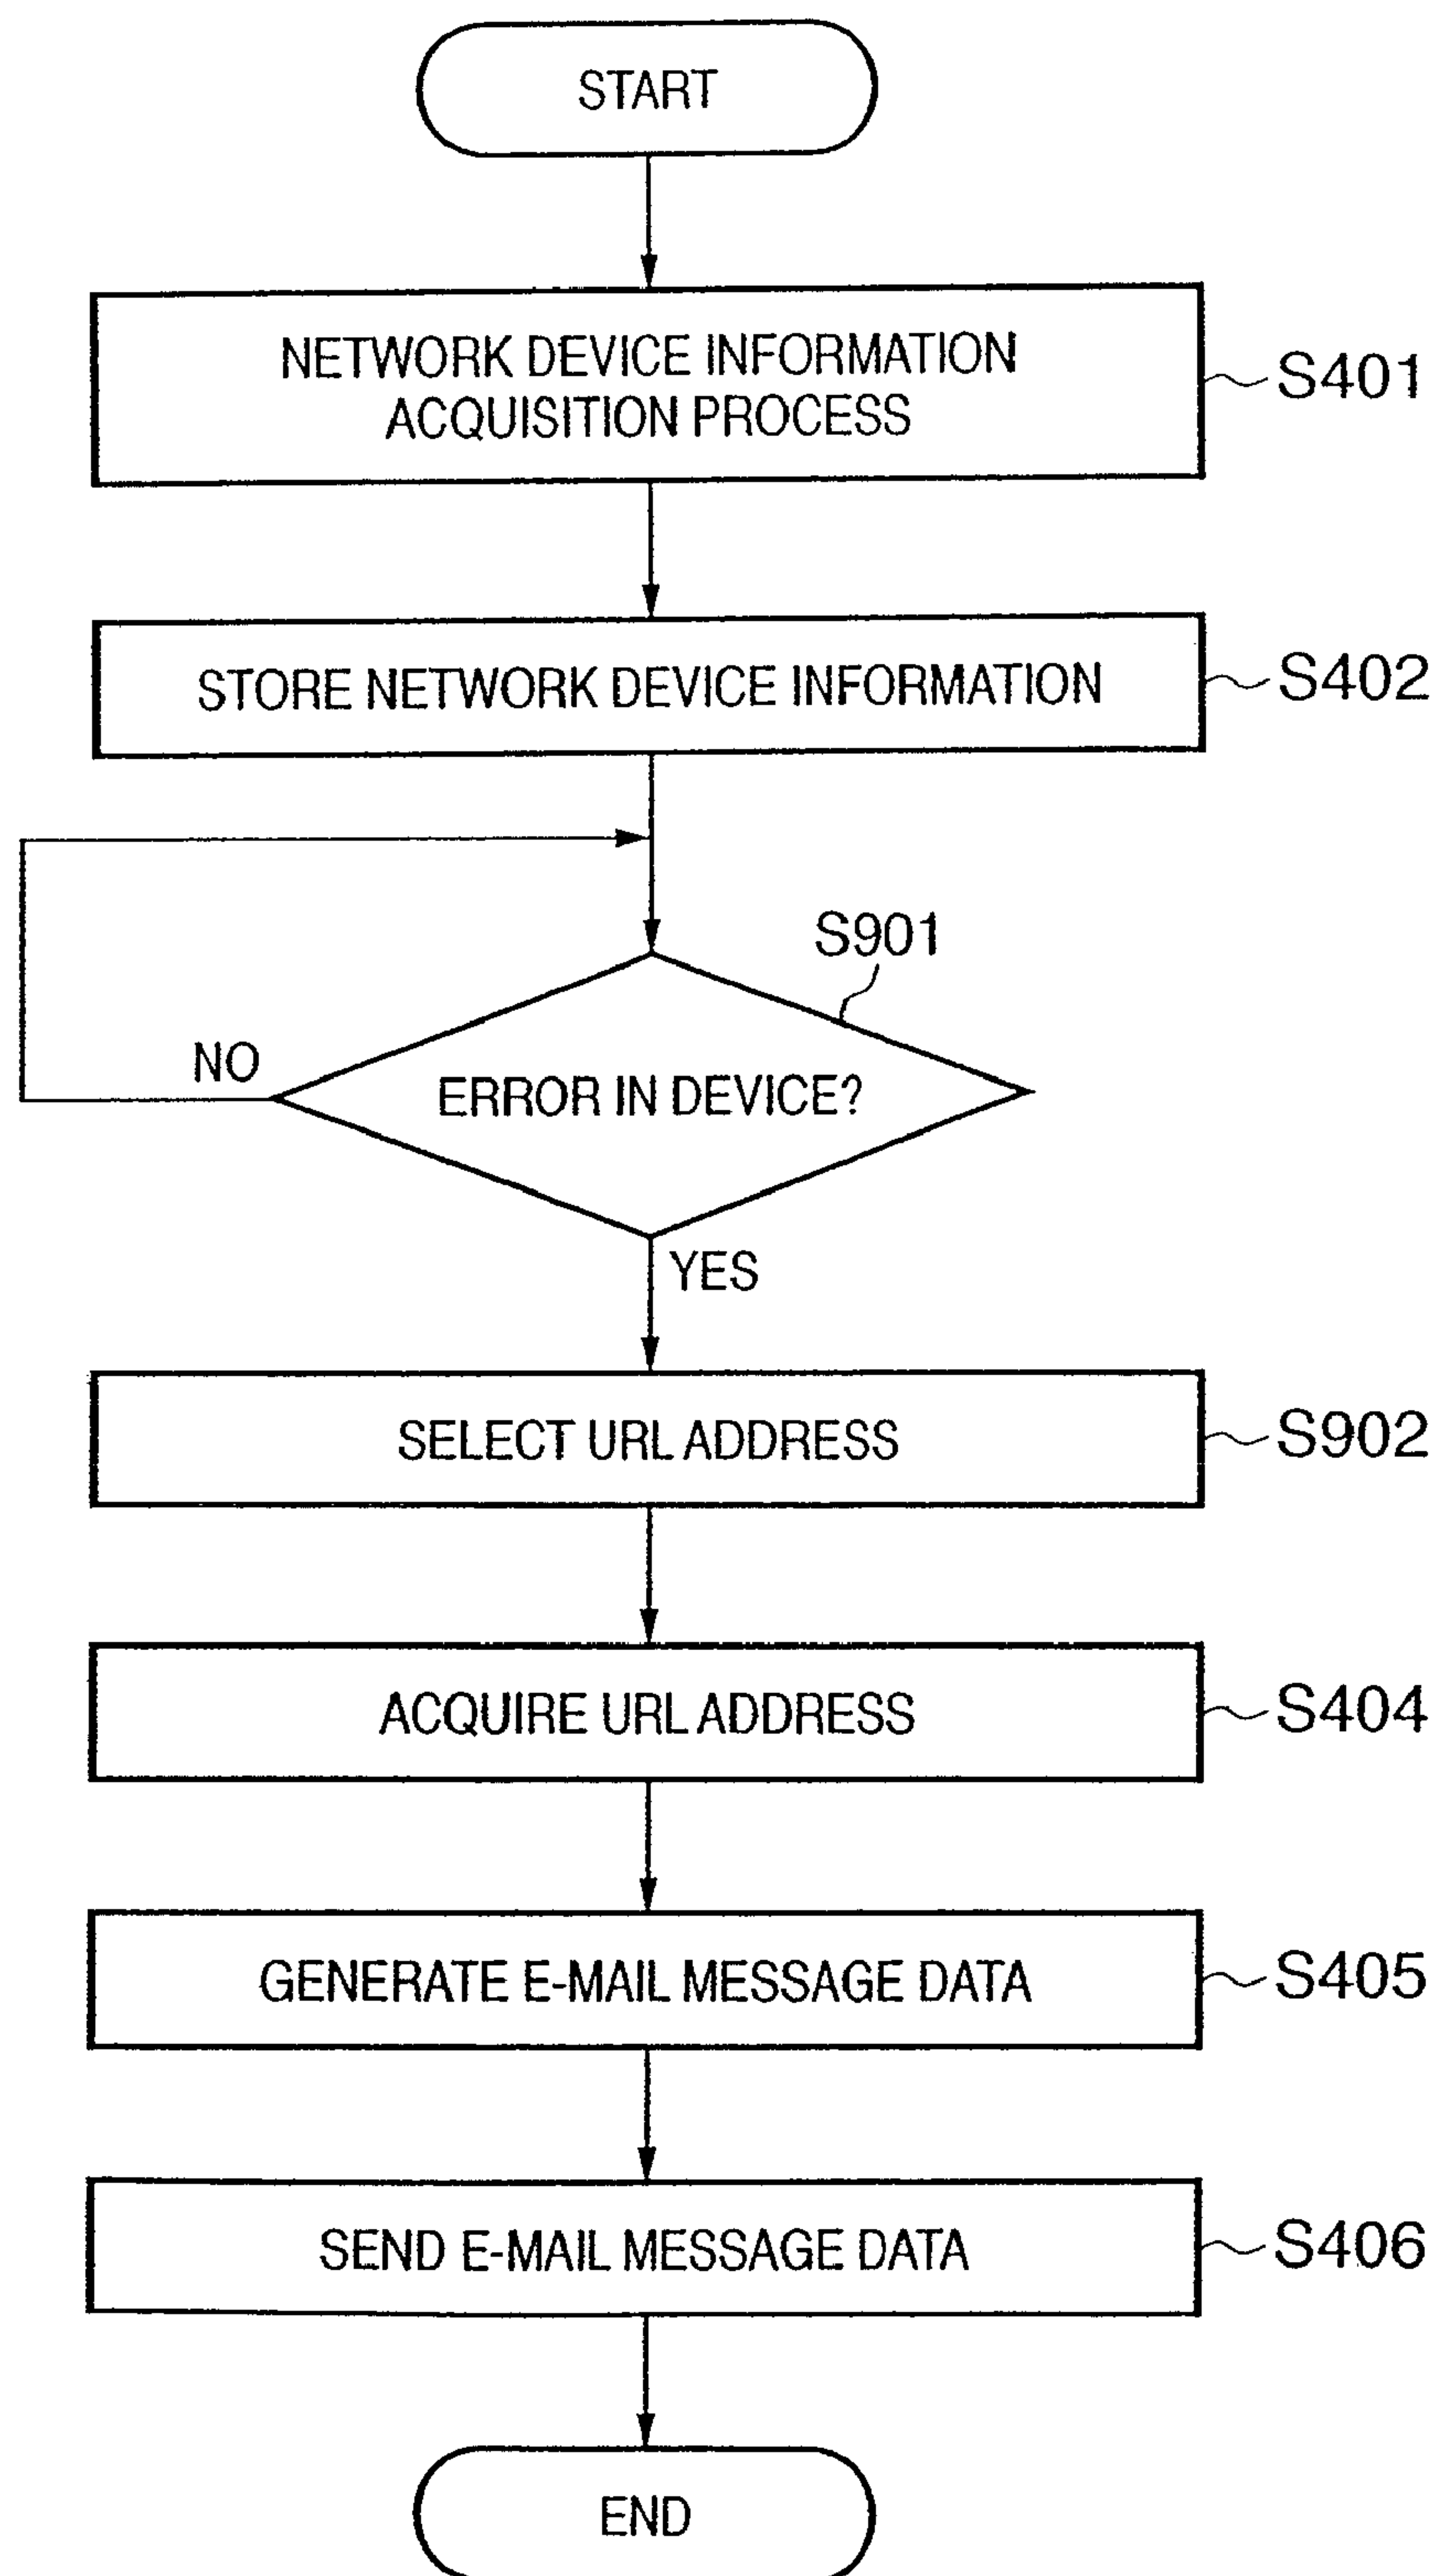 START
NETWORK DEVICE INFORMATION
ACQUISITION PROCESS
S401
STORE NETWORK DEVICE INFORMATION
S402
S901
NO
ERROR IN DEVICE?
YES
SELECT URL ADDRESS
S902
ACQUIRE URL ADDRESS
S404
GENERATE E-MAIL MESSAGE DATA
S405
SEND E-MAIL MESSAGE DATA
S406
END